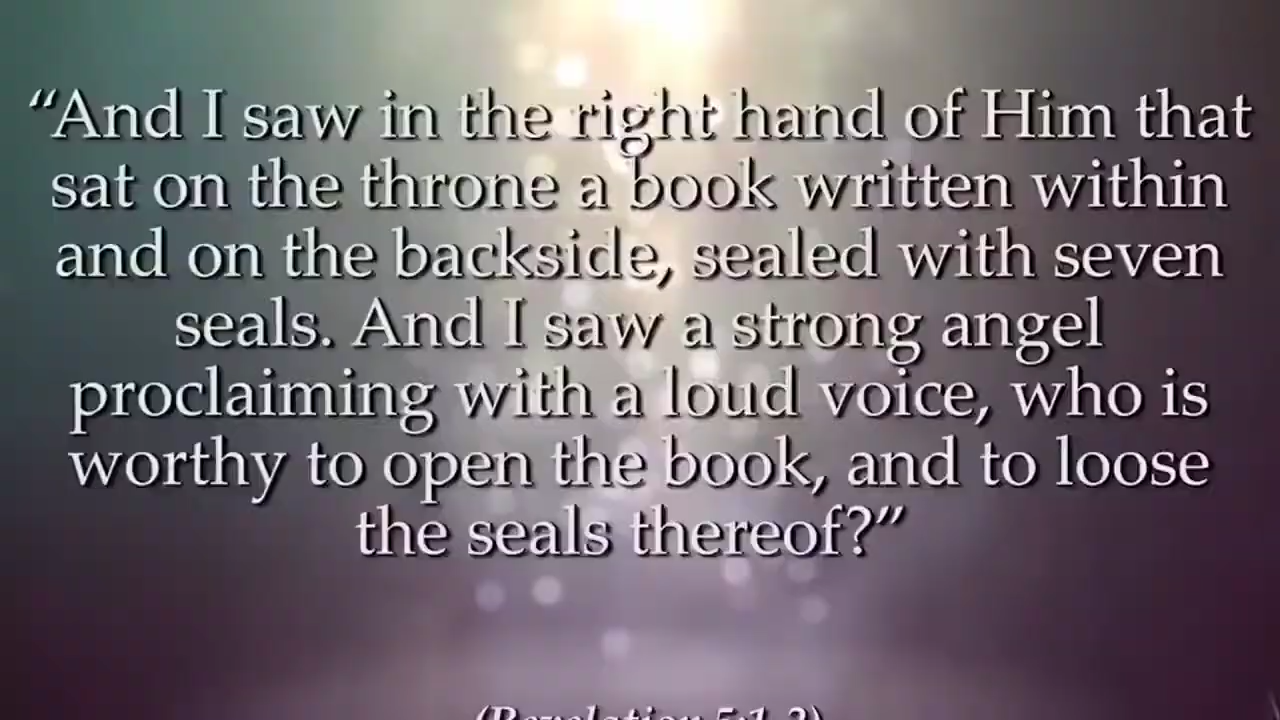 “And I saw in the right hand of Him that
sat on the throne a book written within
and on the backside, sealed with seven
seals. And I saw a strong angel
proclaiming with a loud voice, who is
worthy to open the book, and to loose
the seals thereof?”
(Revelation 5:1-2)